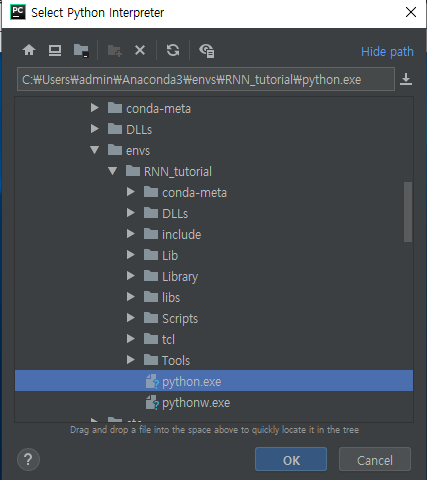 PC Select Python Interpreter
Hide path
C:₩Users₩admin₩Anaconda3₩envs₩RNN_tutorial₩python.exe
conda-meta
DLLs
envs
RNN_tutorial
conda-meta
DLLs
include
Lib
Library
libs
Scripts
tcl
Tools
python.exe
pythonw.exe
Drag and drop a file into the space above to quickly locate it in the tree
? OK Cancel